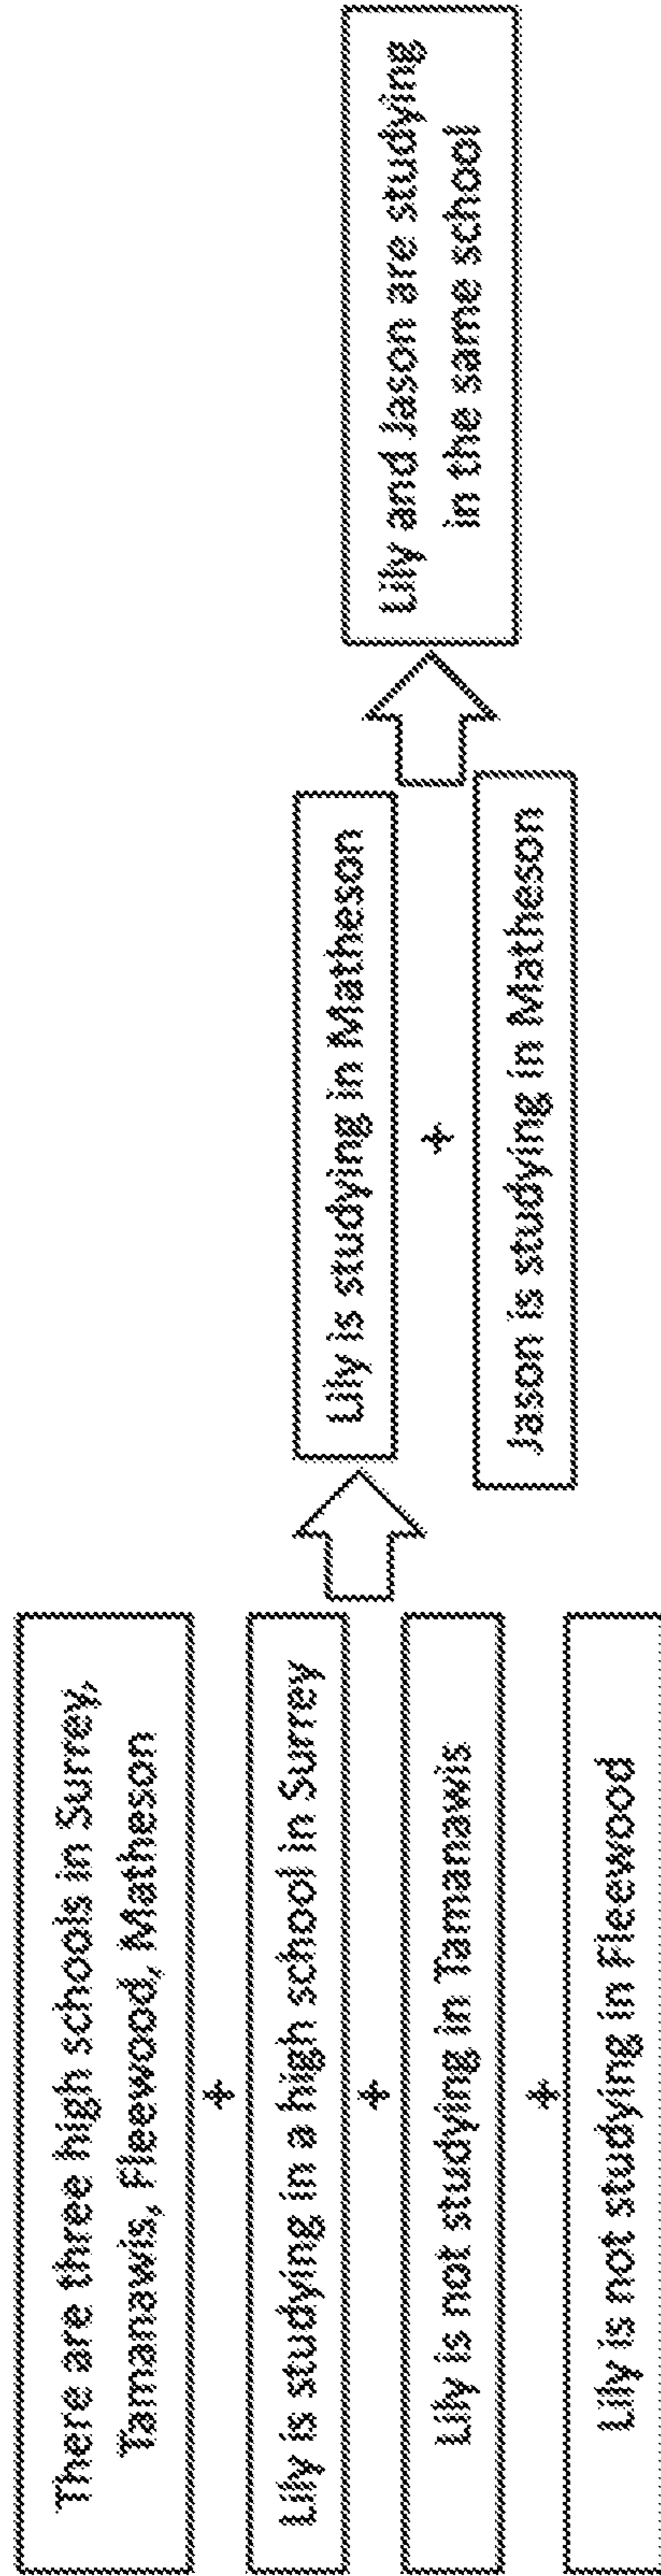 There are three high schools in Surrey,
Tamanawis, Fleewood, Matheson
+
Lily is studying in a high school in Surrey
+
Lily is not studying in Tamanawis
+
Lily is not studying in Fleewood
Lily is studying in Matheson
+
Jason is studying in Matheson
Lily and Jason are studying
in the same school